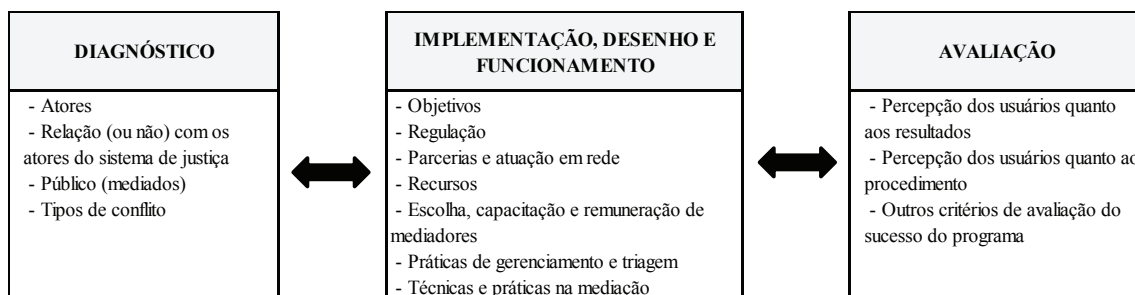 DIAGNÓSTICO
- Atores
- Relação (ou não) com os
atores do sistema de justiça
- Público (mediados)
- Tipos de conflito
IMPLEMENTAÇÃO, DESENHO E
FUNCIONAMENTO
- Objetivos
- Regulação
- Parcerias e atuação em rede
- Recursos
- Escolha, capacitação e remuneração de
mediadores
- Práticas de gerenciamento e triagem
- Técnicas e práticas na mediação
AVALIAÇÃO
- Percepção dos usuários quanto
aos resultados
- Percepção dos usuários quanto ao
procedimento
- Outros critérios de avaliação do
sucesso do programa